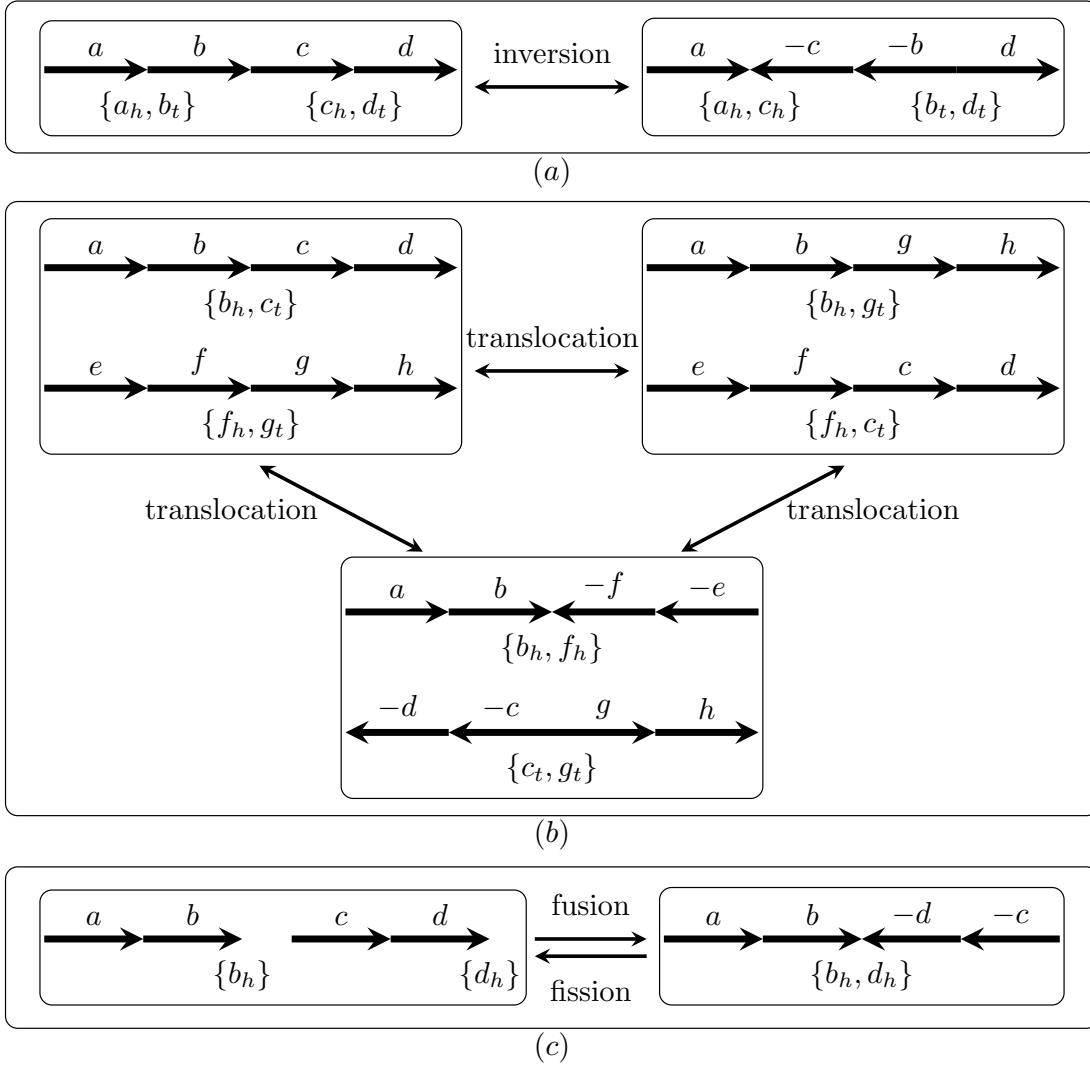 a b c d inversion a −c −b d
{a_h, b_t} {c_h, d_t} {a_h, c_h} {b_t, d_t}
(a)
a b c d a b g h
{b_h, c_t} {b_h, g_t}
translocation
e f g h e f c d
{f_h, g_t} {f_h, c_t}
translocation translocation
a b −f −e
{b_h, f_h}
−d −c g h
{c_t, g_t}
(b)
fusion
a b c d a b −d −c
{b_h} {d_h} {b_h, d_h}
fission
(c)